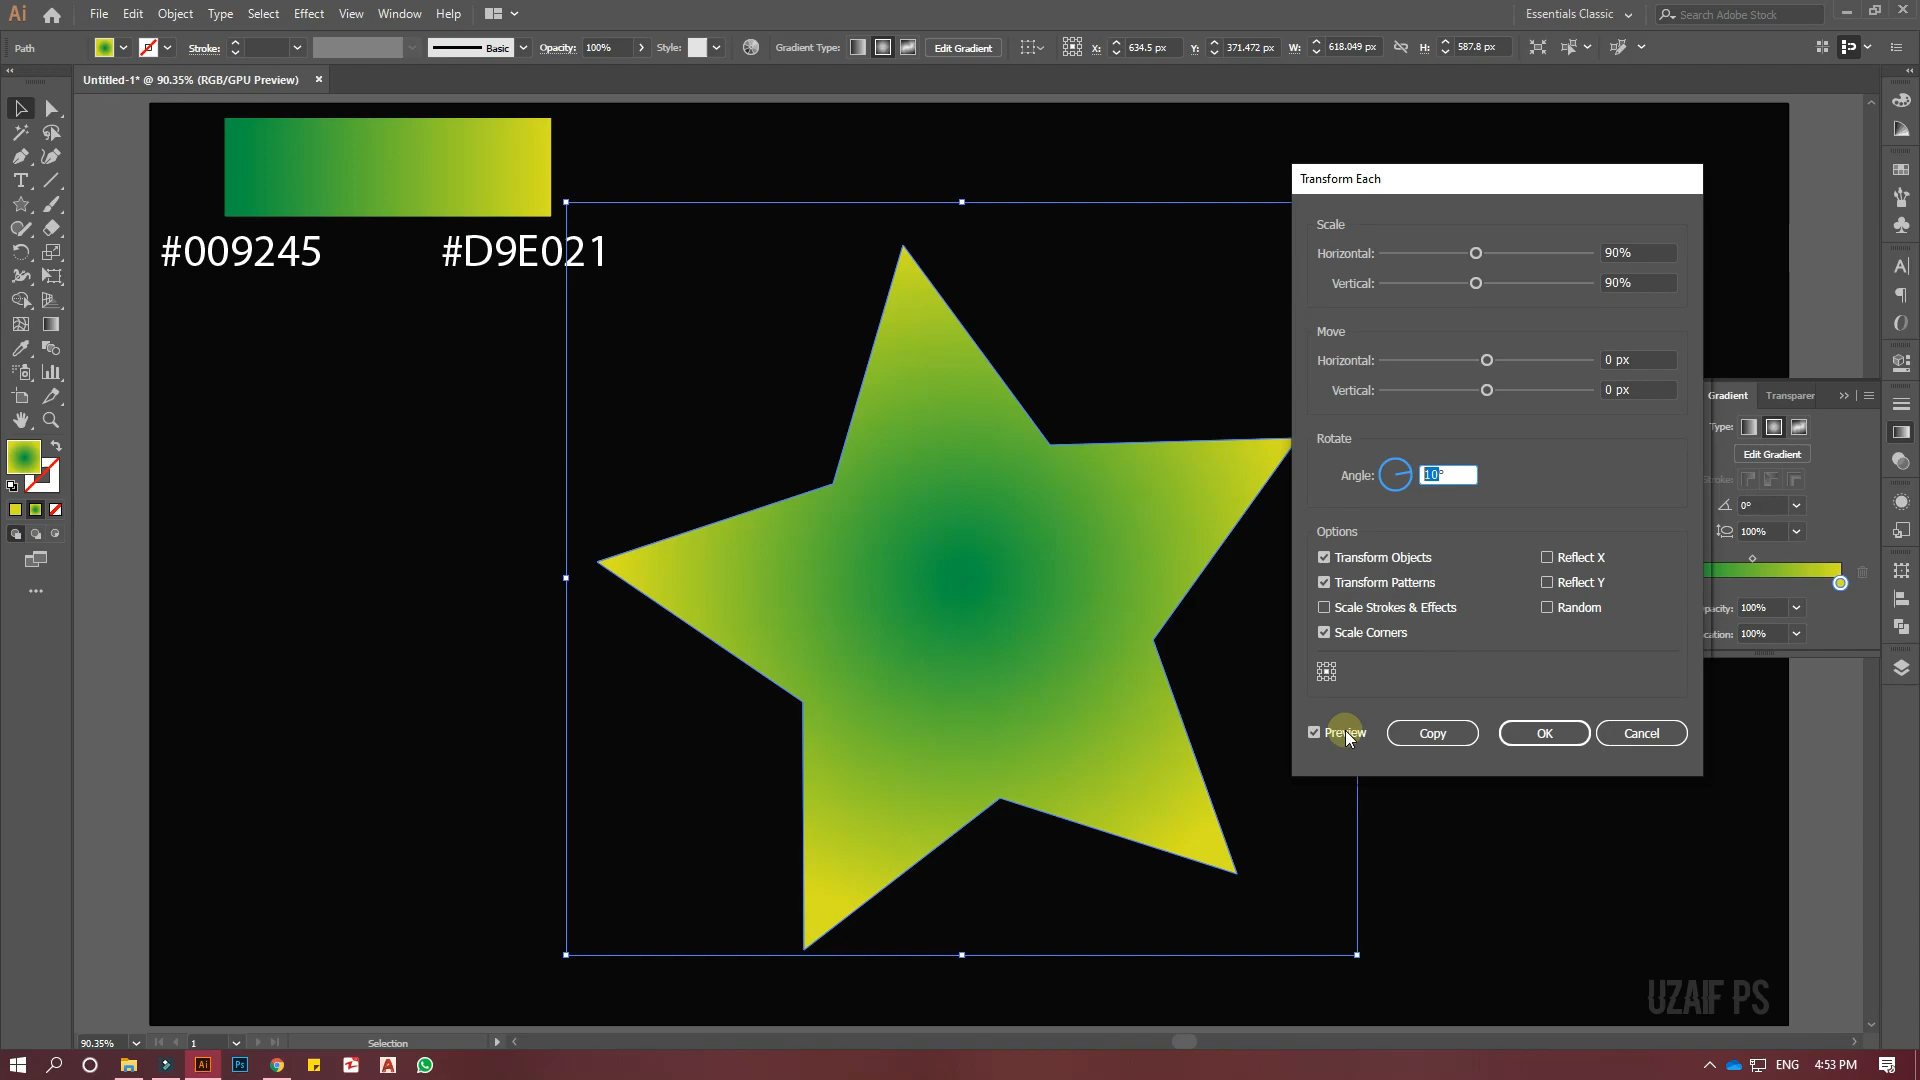 Ai File Edit Object Type Select Effect View Window Help Essentials Classic Search Adobe Stock
Path Stroke: Basic Opacity: 100% Style: Gradient Type: Edit Gradient X: 634.5 px Y: 371.472 px W: 618.049 px H: 587.8 px
Untitled-1* @ 90.35% (RGB/GPU Preview) ×
#009245 #D9E021
Transform Each
Scale
Horizontal: 90%
Vertical: 90%
Move
Horizontal: 0 px
Vertical: 0 px
Rotate
Angle: 10°
Options
Transform Objects Reflect X
Transform Patterns Reflect Y
Scale Strokes & Effects Random
Scale Corners
Preview Copy OK Cancel
Gradient Transparer
Type:
Edit Gradient
Stroke:
0°
100%
pacity: 100%
cation: 100%
UZAIF PS
90.35% 1 Selection
Ai Ps ENG 4:53 PM